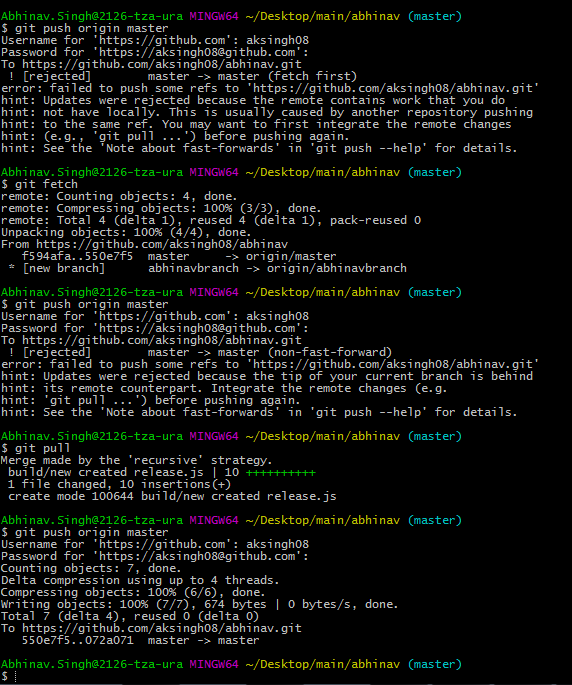 Abhinav.Singh@2126-tza-ura MINGW64 ~/Desktop/main/abhinav (master)
$ git push origin master
Username for 'https://github.com': aksingh08
Password for 'https://aksingh08@github.com':
To https://github.com/aksingh08/abhinav.git
 ! [rejected]        master -> master (fetch first)
error: failed to push some refs to 'https://github.com/aksingh08/abhinav.git'
hint: Updates were rejected because the remote contains work that you do
hint: not have locally. This is usually caused by another repository pushing
hint: to the same ref. You may want to first integrate the remote changes
hint: (e.g., 'git pull ...') before pushing again.
hint: See the 'Note about fast-forwards' in 'git push --help' for details.
Abhinav.Singh@2126-tza-ura MINGW64 ~/Desktop/main/abhinav (master)
$ git fetch
remote: Counting objects: 4, done.
remote: Compressing objects: 100% (3/3), done.
remote: Total 4 (delta 1), reused 4 (delta 1), pack-reused 0
Unpacking objects: 100% (4/4), done.
From https://github.com/aksingh08/abhinav
   f594afa..550e7f5  master     -> origin/master
 * [new branch]      abhinavbranch -> origin/abhinavbranch
Abhinav.Singh@2126-tza-ura MINGW64 ~/Desktop/main/abhinav (master)
$ git push origin master
Username for 'https://github.com': aksingh08
Password for 'https://aksingh08@github.com':
To https://github.com/aksingh08/abhinav.git
 ! [rejected]        master -> master (non-fast-forward)
error: failed to push some refs to 'https://github.com/aksingh08/abhinav.git'
hint: Updates were rejected because the tip of your current branch is behind
hint: its remote counterpart. Integrate the remote changes (e.g.
hint: 'git pull ...') before pushing again.
hint: See the 'Note about fast-forwards' in 'git push --help' for details.
Abhinav.Singh@2126-tza-ura MINGW64 ~/Desktop/main/abhinav (master)
$ git pull
Merge made by the 'recursive' strategy.
 build/new created release.js | 10 ++++++++++
 1 file changed, 10 insertions(+)
 create mode 100644 build/new created release.js
Abhinav.Singh@2126-tza-ura MINGW64 ~/Desktop/main/abhinav (master)
$ git push origin master
Username for 'https://github.com': aksingh08
Password for 'https://aksingh08@github.com':
Counting objects: 7, done.
Delta compression using up to 4 threads.
Compressing objects: 100% (6/6), done.
Writing objects: 100% (7/7), 674 bytes | 0 bytes/s, done.
Total 7 (delta 4), reused 0 (delta 0)
To https://github.com/aksingh08/abhinav.git
   550e7f5..072a071  master -> master
Abhinav.Singh@2126-tza-ura MINGW64 ~/Desktop/main/abhinav (master)
$